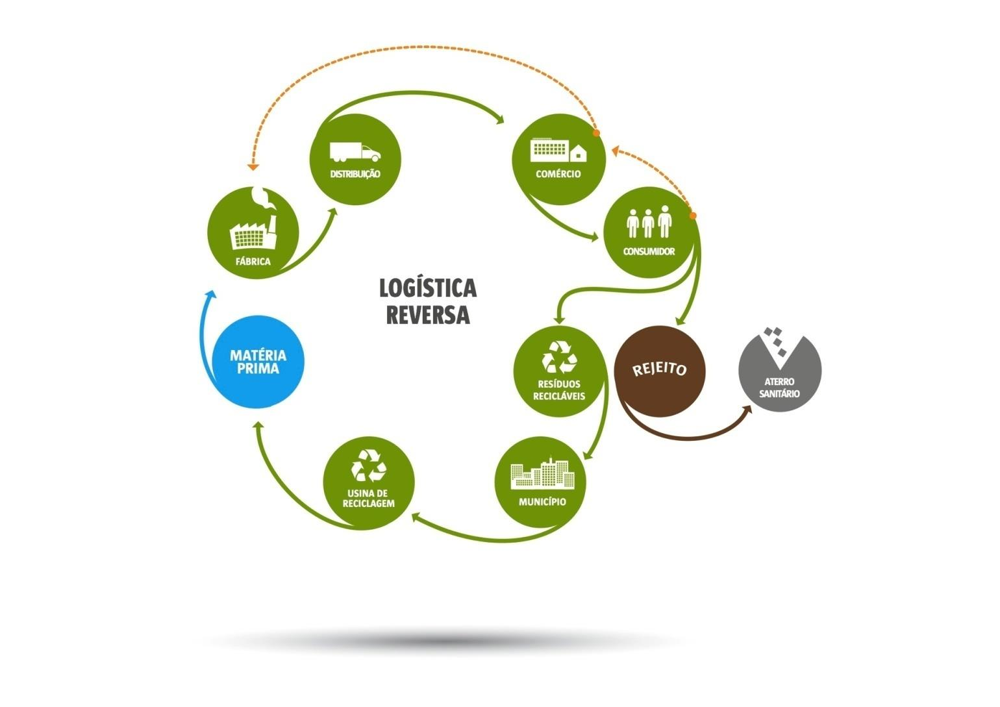 DISTRIBUIÇÃO
COMÉRCIO
FÁBRICA
CONSUMIDOR
LOGÍSTICA
REVERSA
MATÉRIA
PRIMA
RESÍDUOS
RECICLÁVEIS
REJEITO
ATERRO
SANITÁRIO
USINA DE
RECICLAGEM
MUNICÍPIO